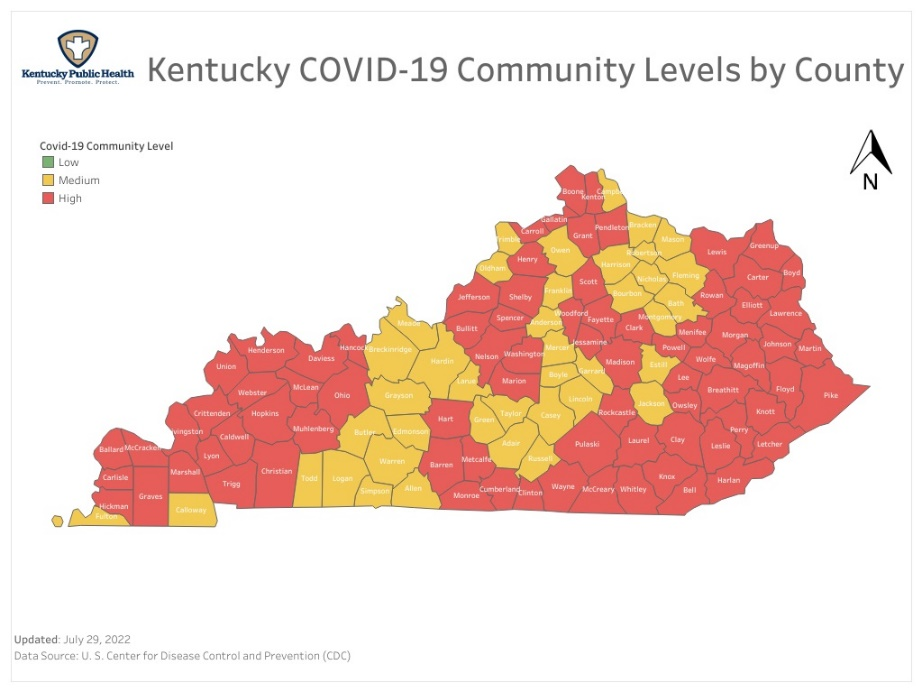 Kentucky Public Health
Prevent. Promote. Protect.
Kentucky COVID-19 Community Levels by County
Covid-19 Community Level
Low
Medium
High
N
Boone
Kenton
Gallatin
Carroll
Grant
Pendleton
Bracken
Mason
Trimble
Owen
Robertson
Lewis
Greenup
Henry
Oldham
Harrison
Fleming
Carter
Boyd
Nicholas
Scott
Franklin
Bourbon
Rowan
Elliott
Jefferson
Shelby
Bath
Lawrence
Woodford
Fayette
Montgomery
Spencer
Anderson
Clark
Menifee
Morgan
Meade
Bullitt
Jessamine
Powell
Johnson
Martin
Hancock
Breckinridge
Mercer
Henderson
Daviess
Nelson
Washington
Madison
Estill
Wolfe
Magoffin
Union
Hardin
Boyle
Garrard
Lee
Larue
Marion
McLean
Webster
Ohio
Grayson
Breathitt
Floyd
Pike
Lincoln
Jackson
Owsley
Crittenden
Hopkins
Hart
Green
Taylor
Casey
Rockcastle
Knott
Livingston
Muhlenberg
Butler
Edmonson
Perry
Caldwell
Adair
Pulaski
Laurel
Clay
Leslie
Letcher
Ballard
McCracken
Lyon
Warren
Barren
Metcalfe
Russell
Marshall
Christian
Todd
Logan
Knox
Harlan
Carlisle
Trigg
Simpson
Allen
Monroe
Cumberland
Clinton
Wayne
McCreary
Whitley
Bell
Graves
Hickman
Calloway
Fulton
Updated: July 29, 2022
Data Source: U. S. Center for Disease Control and Prevention (CDC)